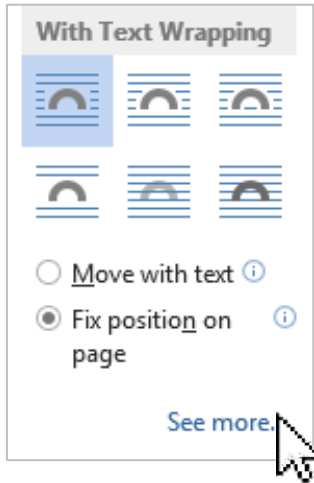 With Text Wrapping
Move with text
Fix position on
page
See more.